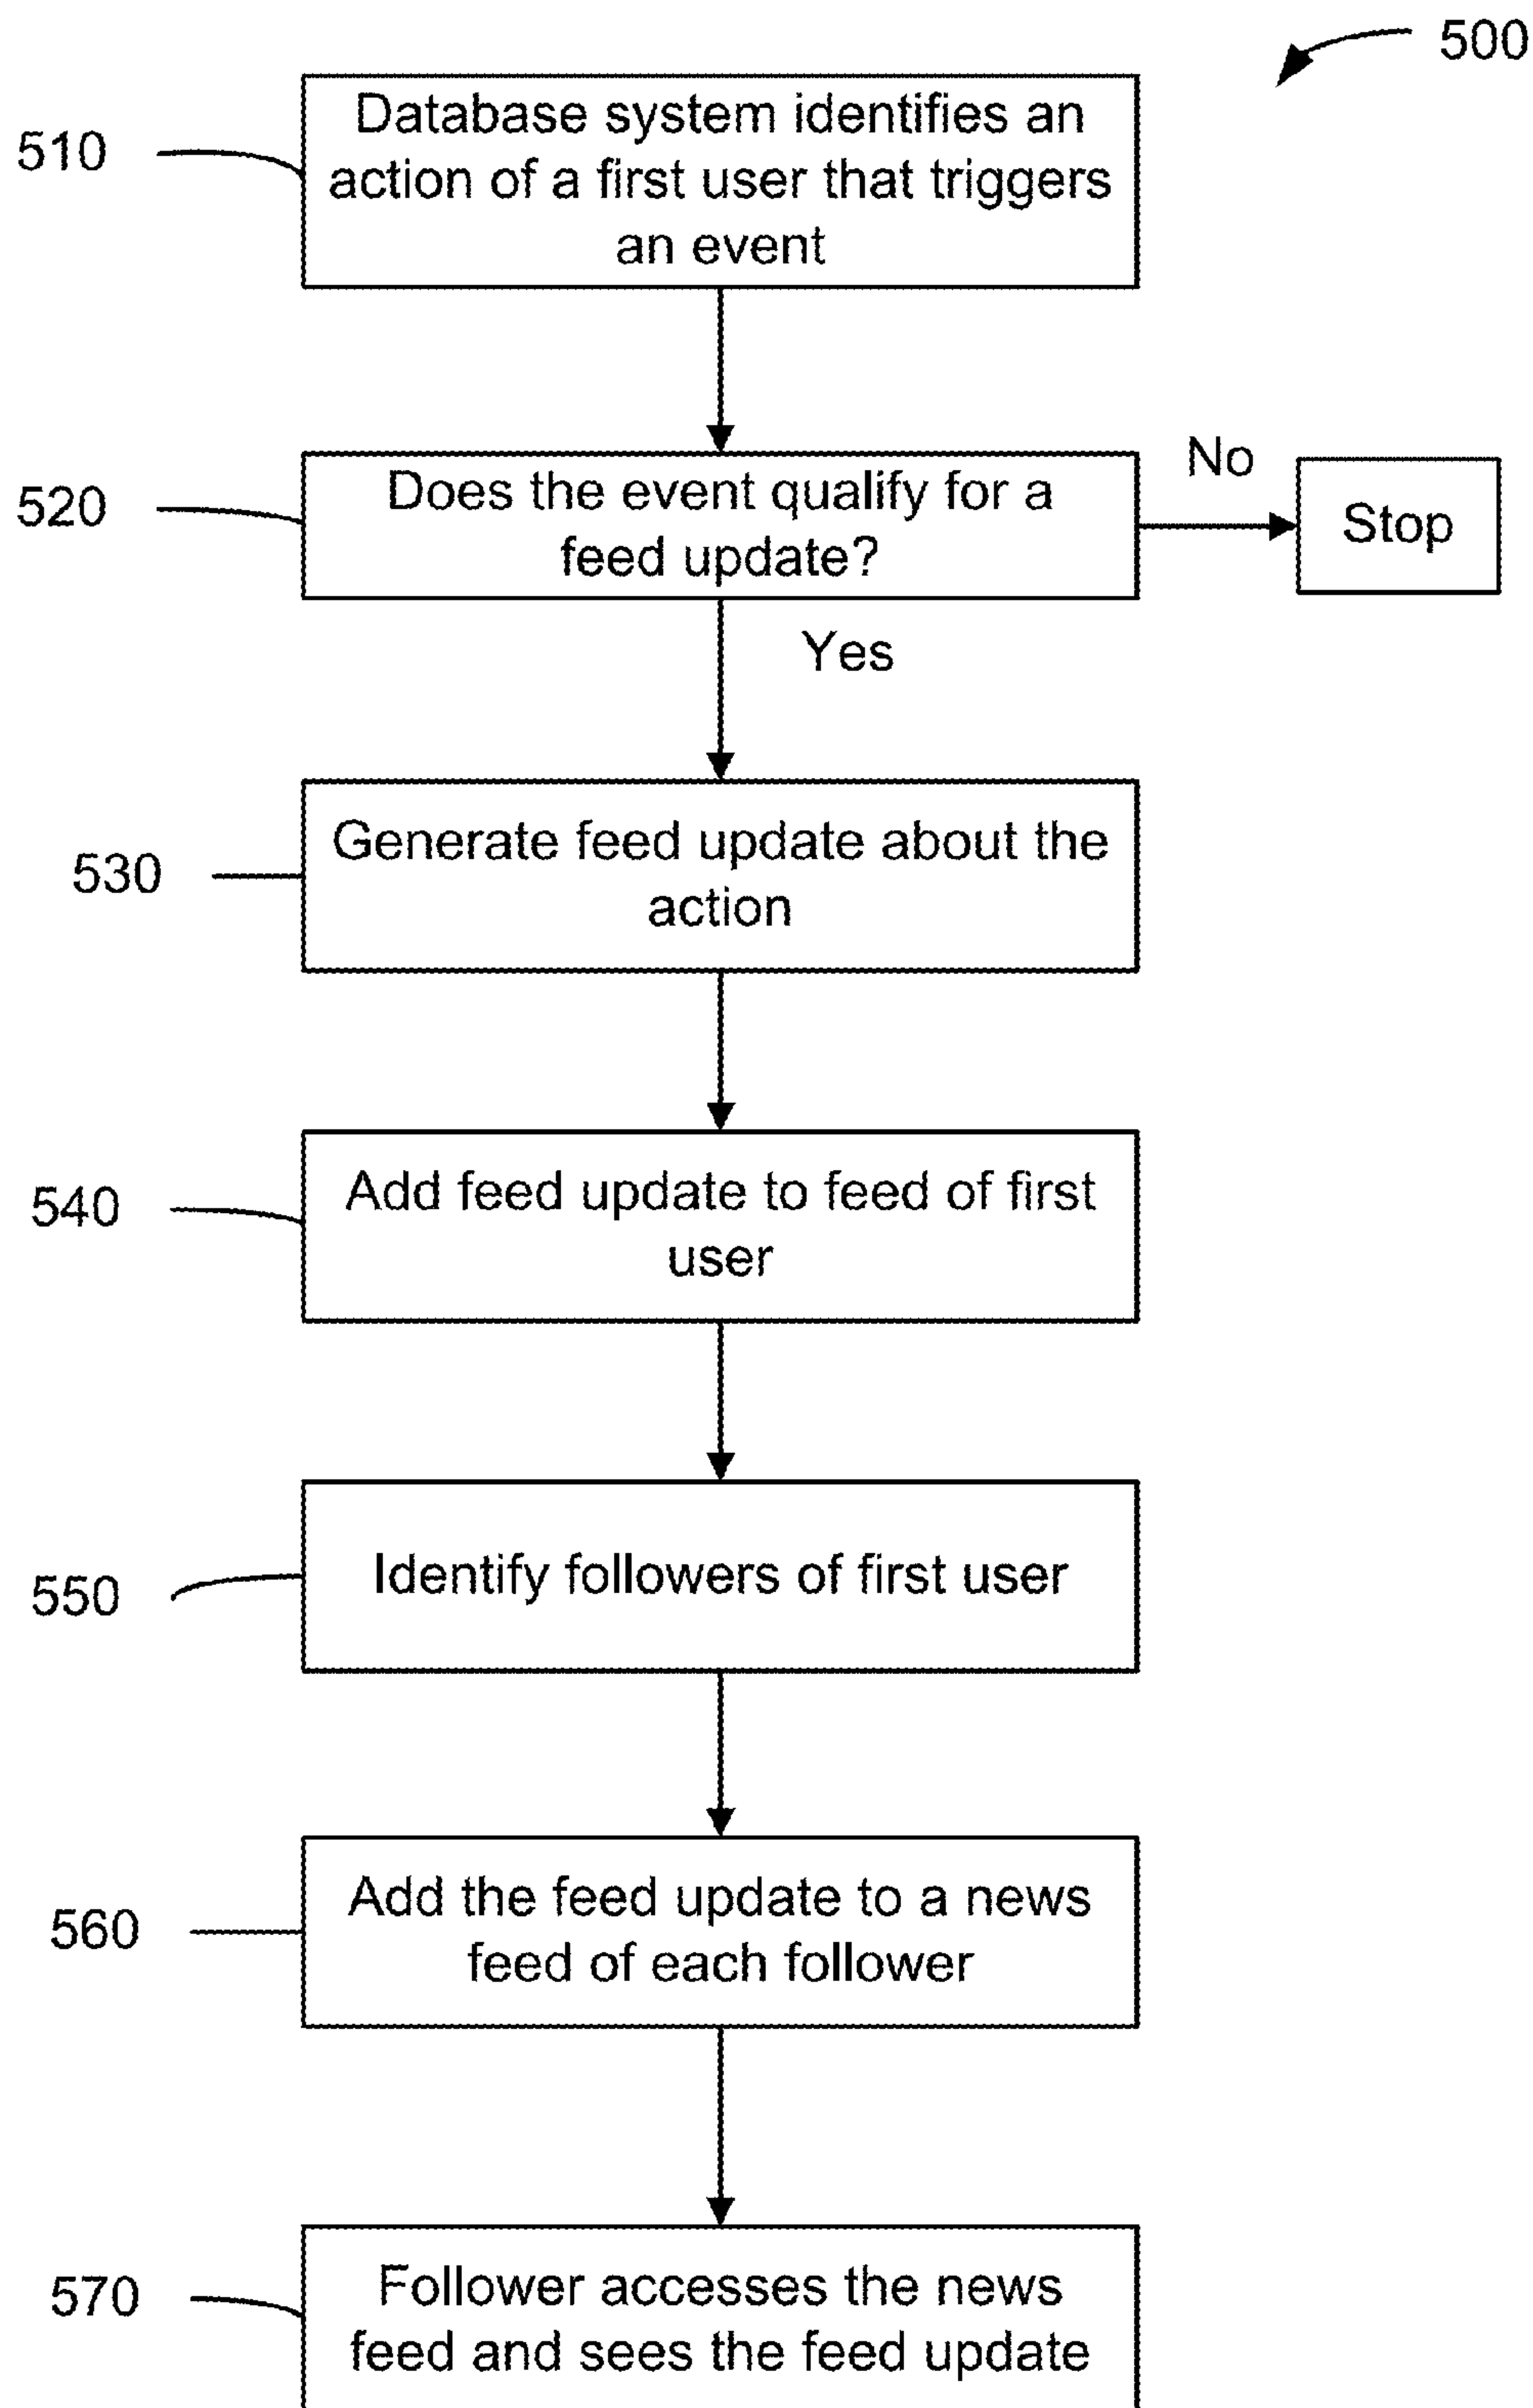 500
510
Database system identifies an
action of a first user that triggers
an event
520
Does the event qualify for a
feed update?
No
Stop
Yes
530
Generate feed update about the
action
540
Add feed update to feed of first
user
550
Identify followers of first user
560
Add the feed update to a news
feed of each follower
570
Follower accesses the news
feed and sees the feed update